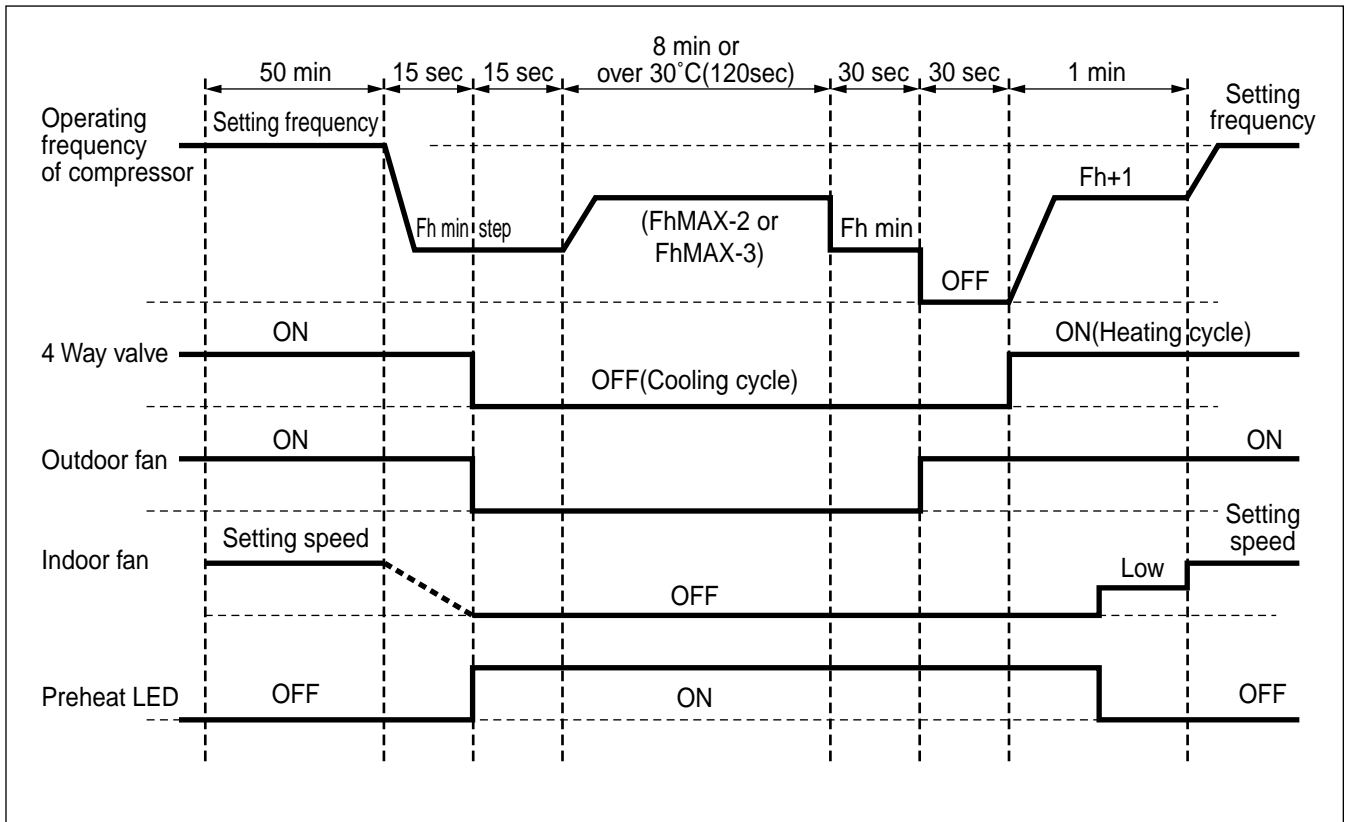 8 min or
50 min 15 sec 15 sec over 30˚C(120sec) 30 sec 30 sec 1 min
Operating
frequency
of compressor
Setting frequency
Setting
frequency
Fh min step
(FhMAX-2 or
FhMAX-3)
Fh min
OFF
Fh+1
4 Way valve
ON
OFF(Cooling cycle)
ON(Heating cycle)
Outdoor fan
ON
ON
Indoor fan
Setting speed
OFF
Low
Setting
speed
Preheat LED
OFF
ON
OFF